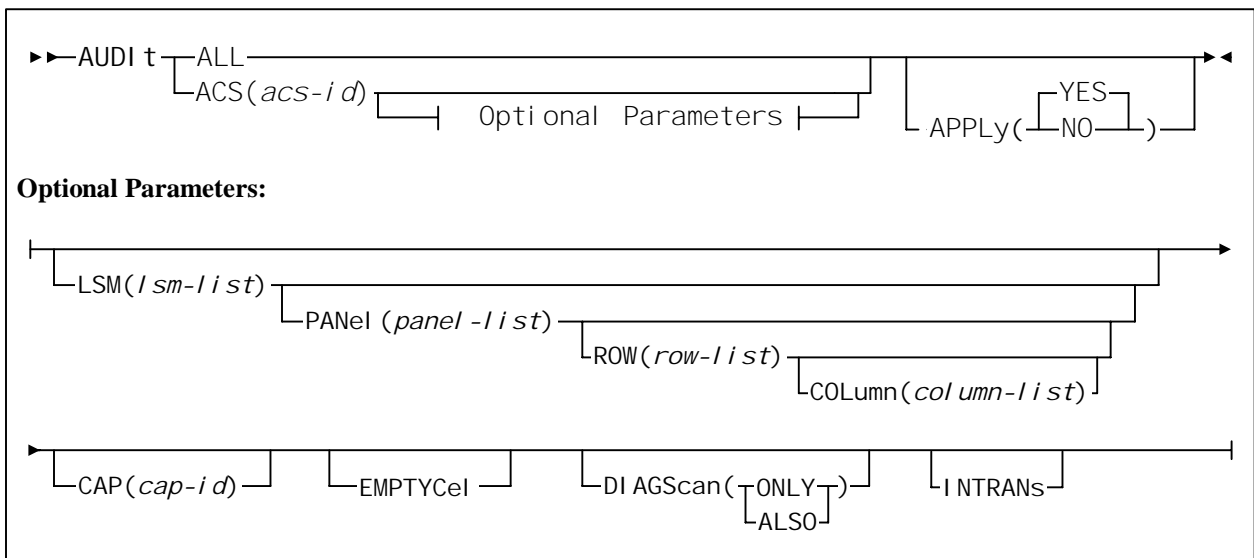 AUDIt ALL
ACS(acs-id)
Optional Parameters
APPLy( YES
NO )
Optional Parameters:
LSM(lsm-list)
PANel(panel-list)
ROW(row-list)
COLumn(column-list)
CAP(cap-id) EMPTYCel DIAGScan( ONLY )
ALSO
INTRANs